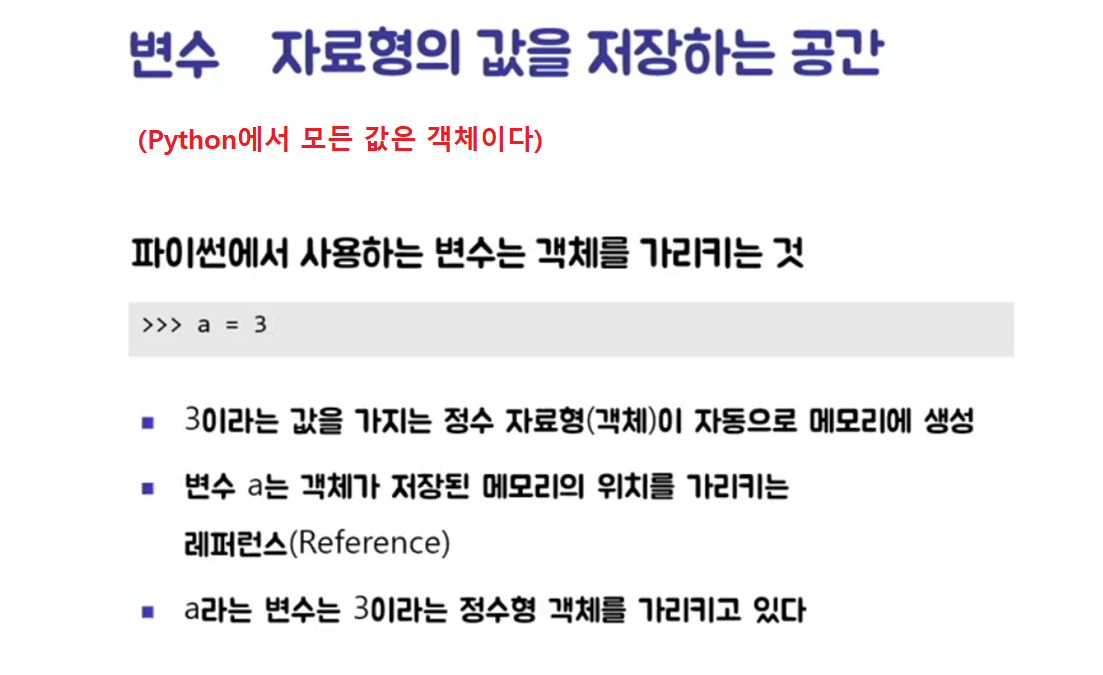 변수 자료형의 값을 저장하는 공간
(Python에서 모든 값은 객체이다)
파이썬에서 사용하는 변수는 객체를 가리키는 것
>>> a = 3
■ 3이라는 값을 가지는 정수 자료형(객체)이 자동으로 메모리에 생성
■ 변수 a는 객체가 저장된 메모리의 위치를 가리키는
레퍼런스(Reference)
■ a라는 변수는 3이라는 정수형 객체를 가리키고 있다